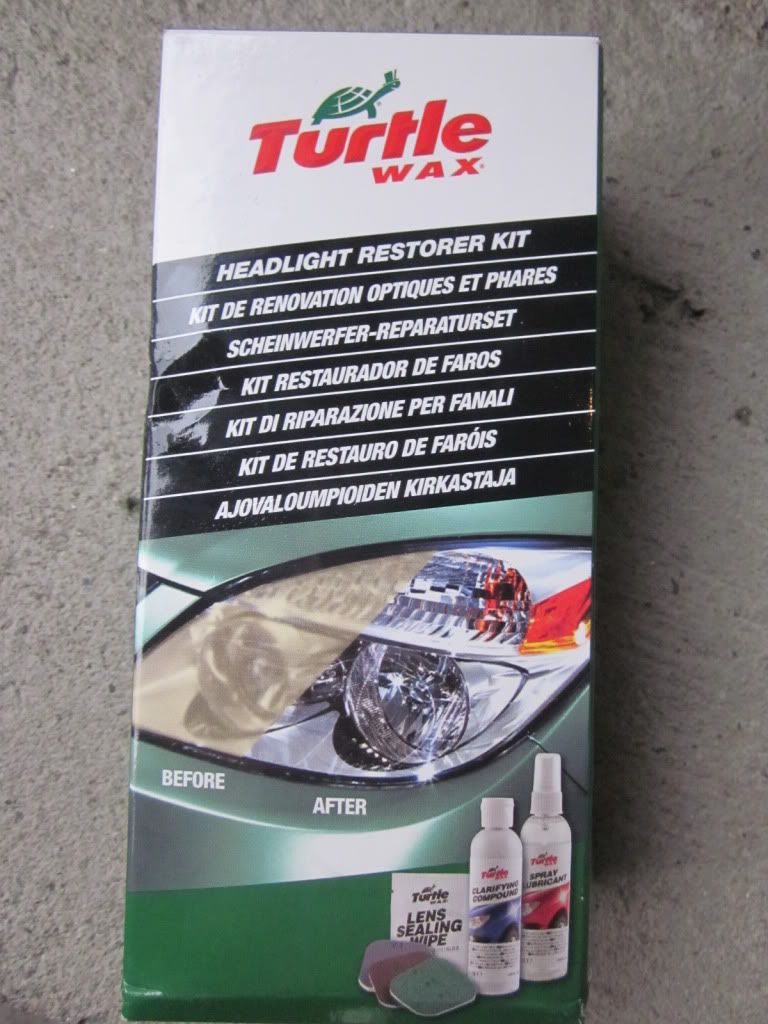 Turtle
WAX
HEADLIGHT RESTORER KIT
KIT DE RENOVATION OPTIQUES ET PHARES
SCHEINWERFER-REPARATURSET
KIT RESTAURADOR DE FAROS
KIT DI RIPARAZIONE PER FANALI
KIT DE RESTAURO DE FARÓIS
AJOVALOUMPIOIDEN KIRKASTAJA
BEFORE
AFTER
Turtle
WAX
LENS
SEALING
WIPE
Turtle
WAX
CLARIFYING
COMPOUND
Turtle
WAX
SPRAY
LUBRICANT